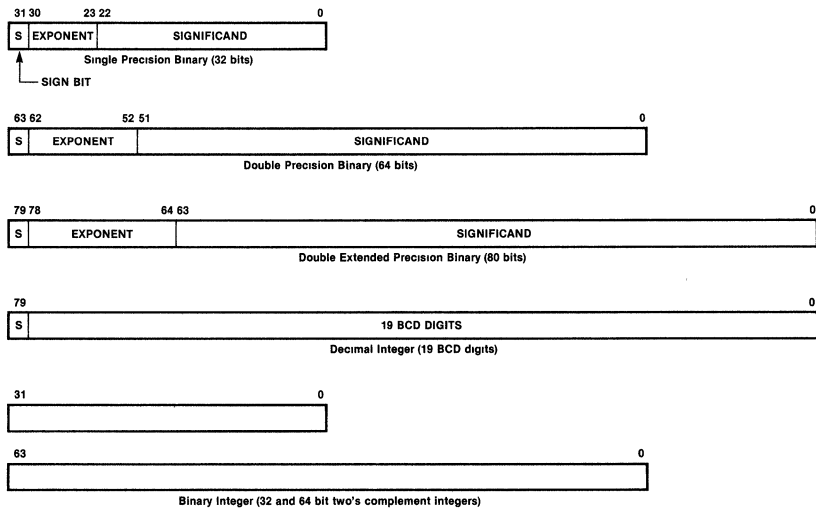 31 30 23 22 0
S EXPONENT SIGNIFICAND
Single Precision Binary (32 bits)
SIGN BIT
63 62 52 51 0
S EXPONENT SIGNIFICAND
Double Precision Binary (64 bits)
79 78 64 63 0
S EXPONENT SIGNIFICAND
Double Extended Precision Binary (80 bits)
79 0
S 19 BCD DIGITS
Decimal Integer (19 BCD digits)
31 0
63 0
Binary Integer (32 and 64 bit two's complement integers)